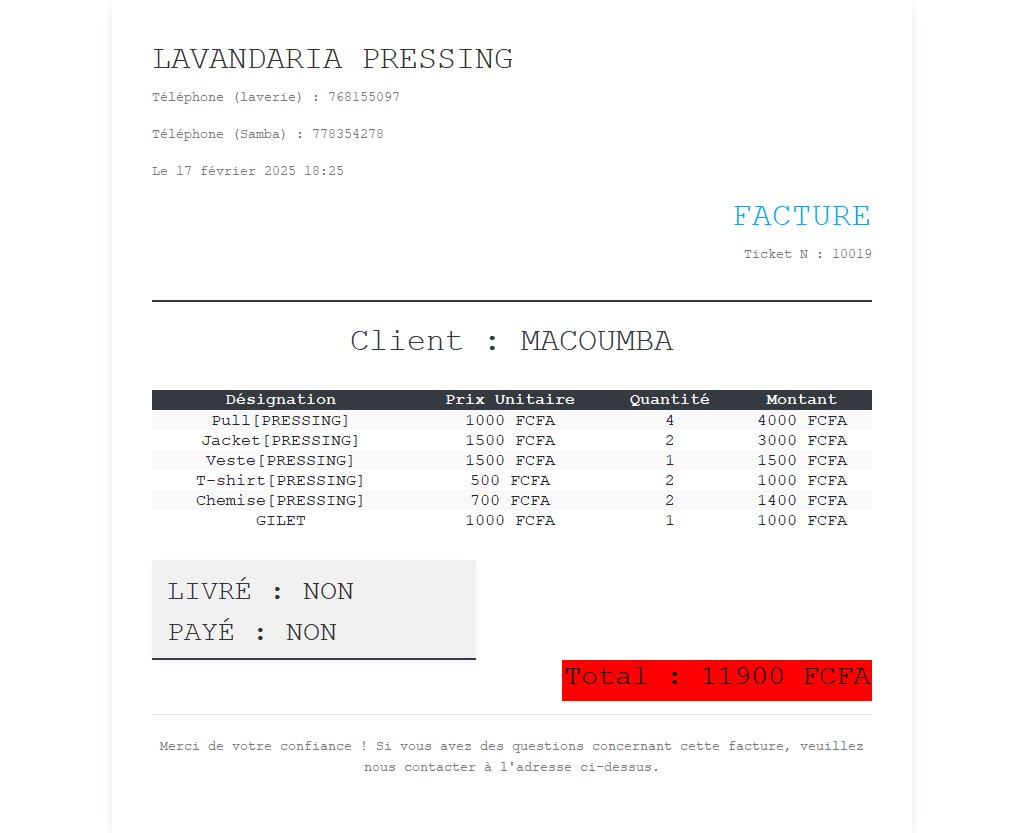 LAVANDARIA PRESSING
Téléphone (laverie) : 768155097
Téléphone (Samba) : 778354278
Le 17 février 2025 18:25
FACTURE
Ticket N : 10019
Client : MACOUMBA
Désignation Prix Unitaire Quantité Montant
Pull[PRESSING] 1000 FCFA 4 4000 FCFA
Jacket[PRESSING] 1500 FCFA 2 3000 FCFA
Veste[PRESSING] 1500 FCFA 1 1500 FCFA
T-shirt[PRESSING] 500 FCFA 2 1000 FCFA
Chemise[PRESSING] 700 FCFA 2 1400 FCFA
GILET 1000 FCFA 1 1000 FCFA
LIVRÉ : NON
PAYÉ : NON
Total : 11900 FCFA
Merci de votre confiance ! Si vous avez des questions concernant cette facture, veuillez
nous contacter à l'adresse ci-dessus.